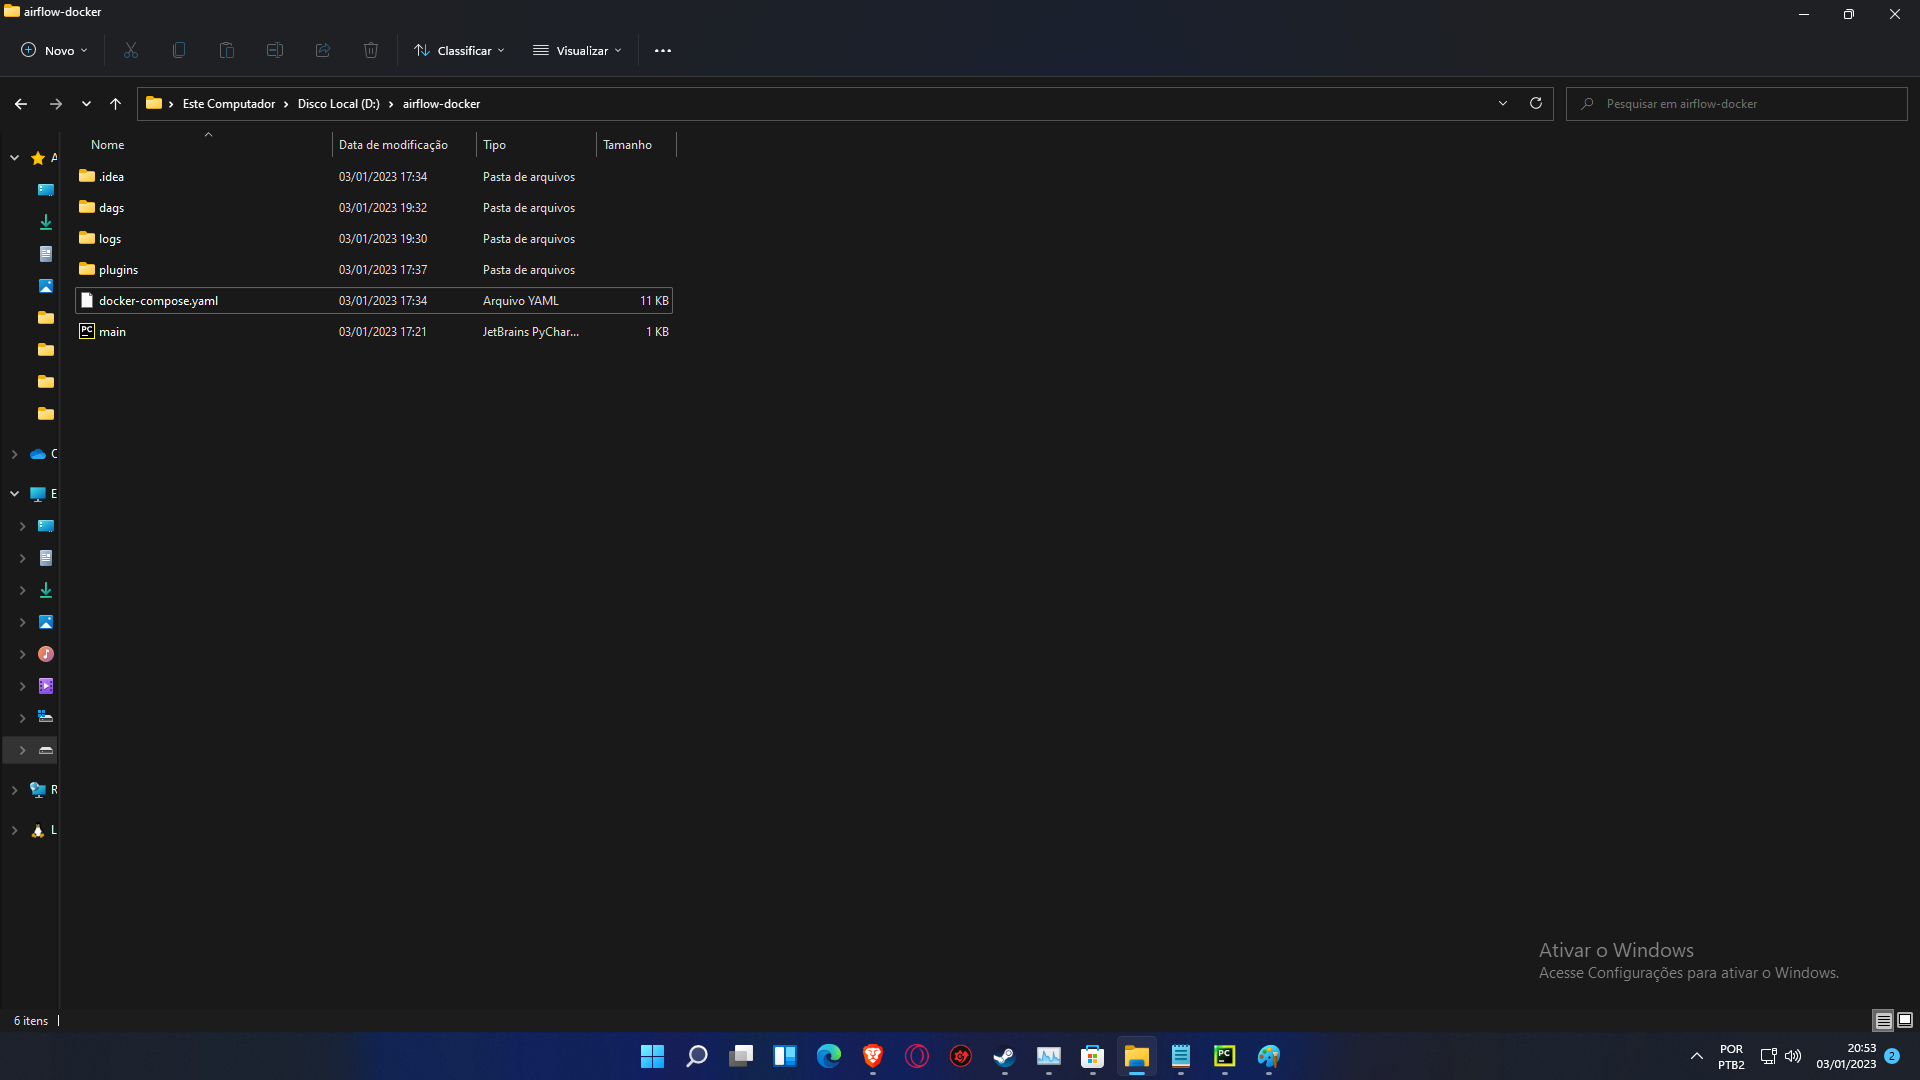 airflow-docker
Novo
Classificar
Visualizar
Este Computador
Disco Local (D:)
airflow-docker
Pesquisar em airflow-docker
Nome
Data de modificação
Tipo
Tamanho
.idea 03/01/2023 17:34 Pasta de arquivos
dags 03/01/2023 19:32 Pasta de arquivos
logs 03/01/2023 19:30 Pasta de arquivos
plugins 03/01/2023 17:37 Pasta de arquivos
docker-compose.yaml 03/01/2023 17:34 Arquivo YAML 11 KB
main 03/01/2023 17:21 JetBrains PyChar... 1 KB
E
R
L
Ativar o Windows
Acesse Configurações para ativar o Windows.
6 itens
PC
POR
PTB2
20:53
03/01/2023
2